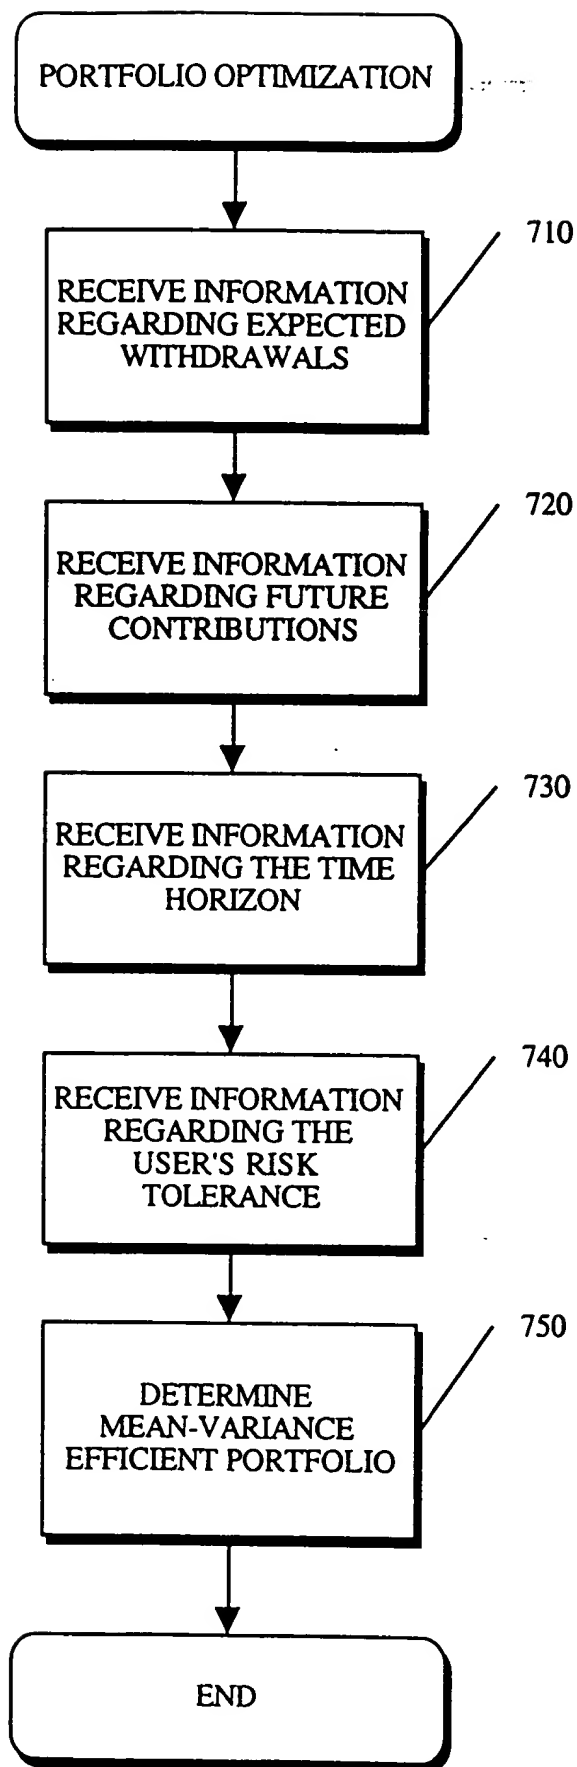 PORTFOLIO OPTIMIZATION
710
RECEIVE INFORMATION
REGARDING EXPECTED
WITHDRAWALS
720
RECEIVE INFORMATION
REGARDING FUTURE
CONTRIBUTIONS
730
RECEIVE INFORMATION
REGARDING THE TIME
HORIZON
740
RECEIVE INFORMATION
REGARDING THE
USER'S RISK
TOLERANCE
750
DETERMINE
MEAN-VARIANCE
EFFICIENT PORTFOLIO
END